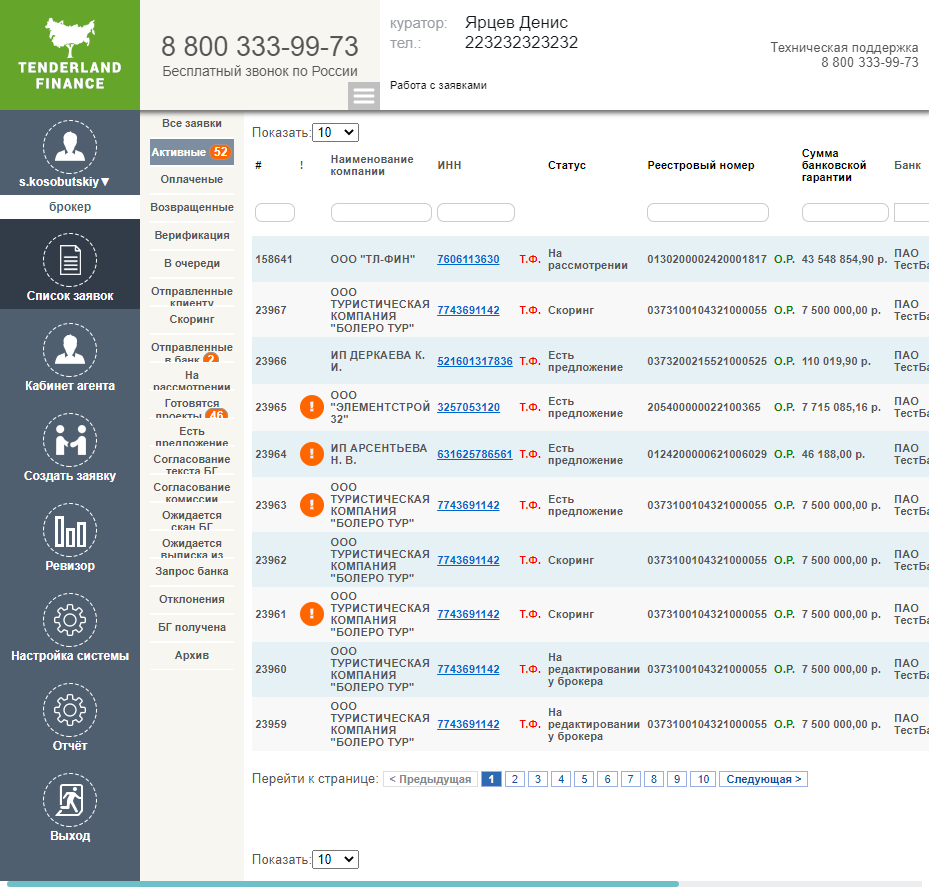 TENDERLAND
FINANCE
8 800 333-99-73
Бесплатный звонок по России
куратор: Ярцев Денис
тел.: 223232323232
Работа с заявками
Техническая поддержка
8 800 333-99-73
s.kosobutskiy▼
брокер
Список заявок
Кабинет агента
Создать заявку
Ревизор
Настройка системы
Отчёт
Выход
Все заявки
Активные 52
Оплаченые
Возвращенные
Верификация
В очереди
Отправленные
клиенту
Скоринг
Отправленные
в банк 2
На
рассмотрении
Готовятся
проекты 46
Есть
предложение
Согласование
текста БГ
Согласование
комиссии
Ожидается
скан БГ
Ожидается
выписка из
Запрос банка
Отклонения
БГ получена
Архив
Показать: 10
# ! Наименование компании ИНН Статус Реестровый номер Сумма банковской гарантии Банк
158641 ООО "ТЛ-ФИН" 7606113630 Т.Ф. На рассмотрении 0130200002420001817 О.Р. 43 548 854,90 р. ПАО ТестБа
23967 ООО ТУРИСТИЧЕСКАЯ КОМПАНИЯ "БОЛЕРО ТУР" 7743691142 Т.Ф. Скоринг 0373100104321000055 О.Р. 7 500 000,00 р. ПАО ТестБа
23966 ИП ДЕРКАЕВА К. И. 521601317836 Т.Ф. Есть предложение 0373200215521000525 О.Р. 110 019,90 р. ПАО ТестБа
23965 ! ООО "ЭЛЕМЕНТСТРОЙ 32" 3257053120 Т.Ф. Есть предложение 205400000022100365 О.Р. 7 715 085,16 р. ПАО ТестБа
23964 ! ИП АРСЕНТЬЕВА Н. В. 631625786561 Т.Ф. Есть предложение 0124200000621006029 О.Р. 46 188,00 р. ПАО ТестБа
23963 ! ООО ТУРИСТИЧЕСКАЯ КОМПАНИЯ "БОЛЕРО ТУР" 7743691142 Т.Ф. Есть предложение 0373100104321000055 О.Р. 7 500 000,00 р. ПАО ТестБа
23962 ООО ТУРИСТИЧЕСКАЯ КОМПАНИЯ "БОЛЕРО ТУР" 7743691142 Т.Ф. Скоринг 0373100104321000055 О.Р. 7 500 000,00 р. ПАО ТестБа
23961 ! ООО ТУРИСТИЧЕСКАЯ КОМПАНИЯ "БОЛЕРО ТУР" 7743691142 Т.Ф. Скоринг 0373100104321000055 О.Р. 7 500 000,00 р. ПАО ТестБа
23960 ООО ТУРИСТИЧЕСКАЯ КОМПАНИЯ "БОЛЕРО ТУР" 7743691142 Т.Ф. На редактировании у брокера 0373100104321000055 О.Р. 7 500 000,00 р. ПАО ТестБа
23959 ООО ТУРИСТИЧЕСКАЯ КОМПАНИЯ "БОЛЕРО ТУР" 7743691142 Т.Ф. На редактировании у брокера 0373100104321000055 О.Р. 7 500 000,00 р. ПАО ТестБа
Перейти к странице: < Предыдущая 1 2 3 4 5 6 7 8 9 10 Следующая >
Показать: 10